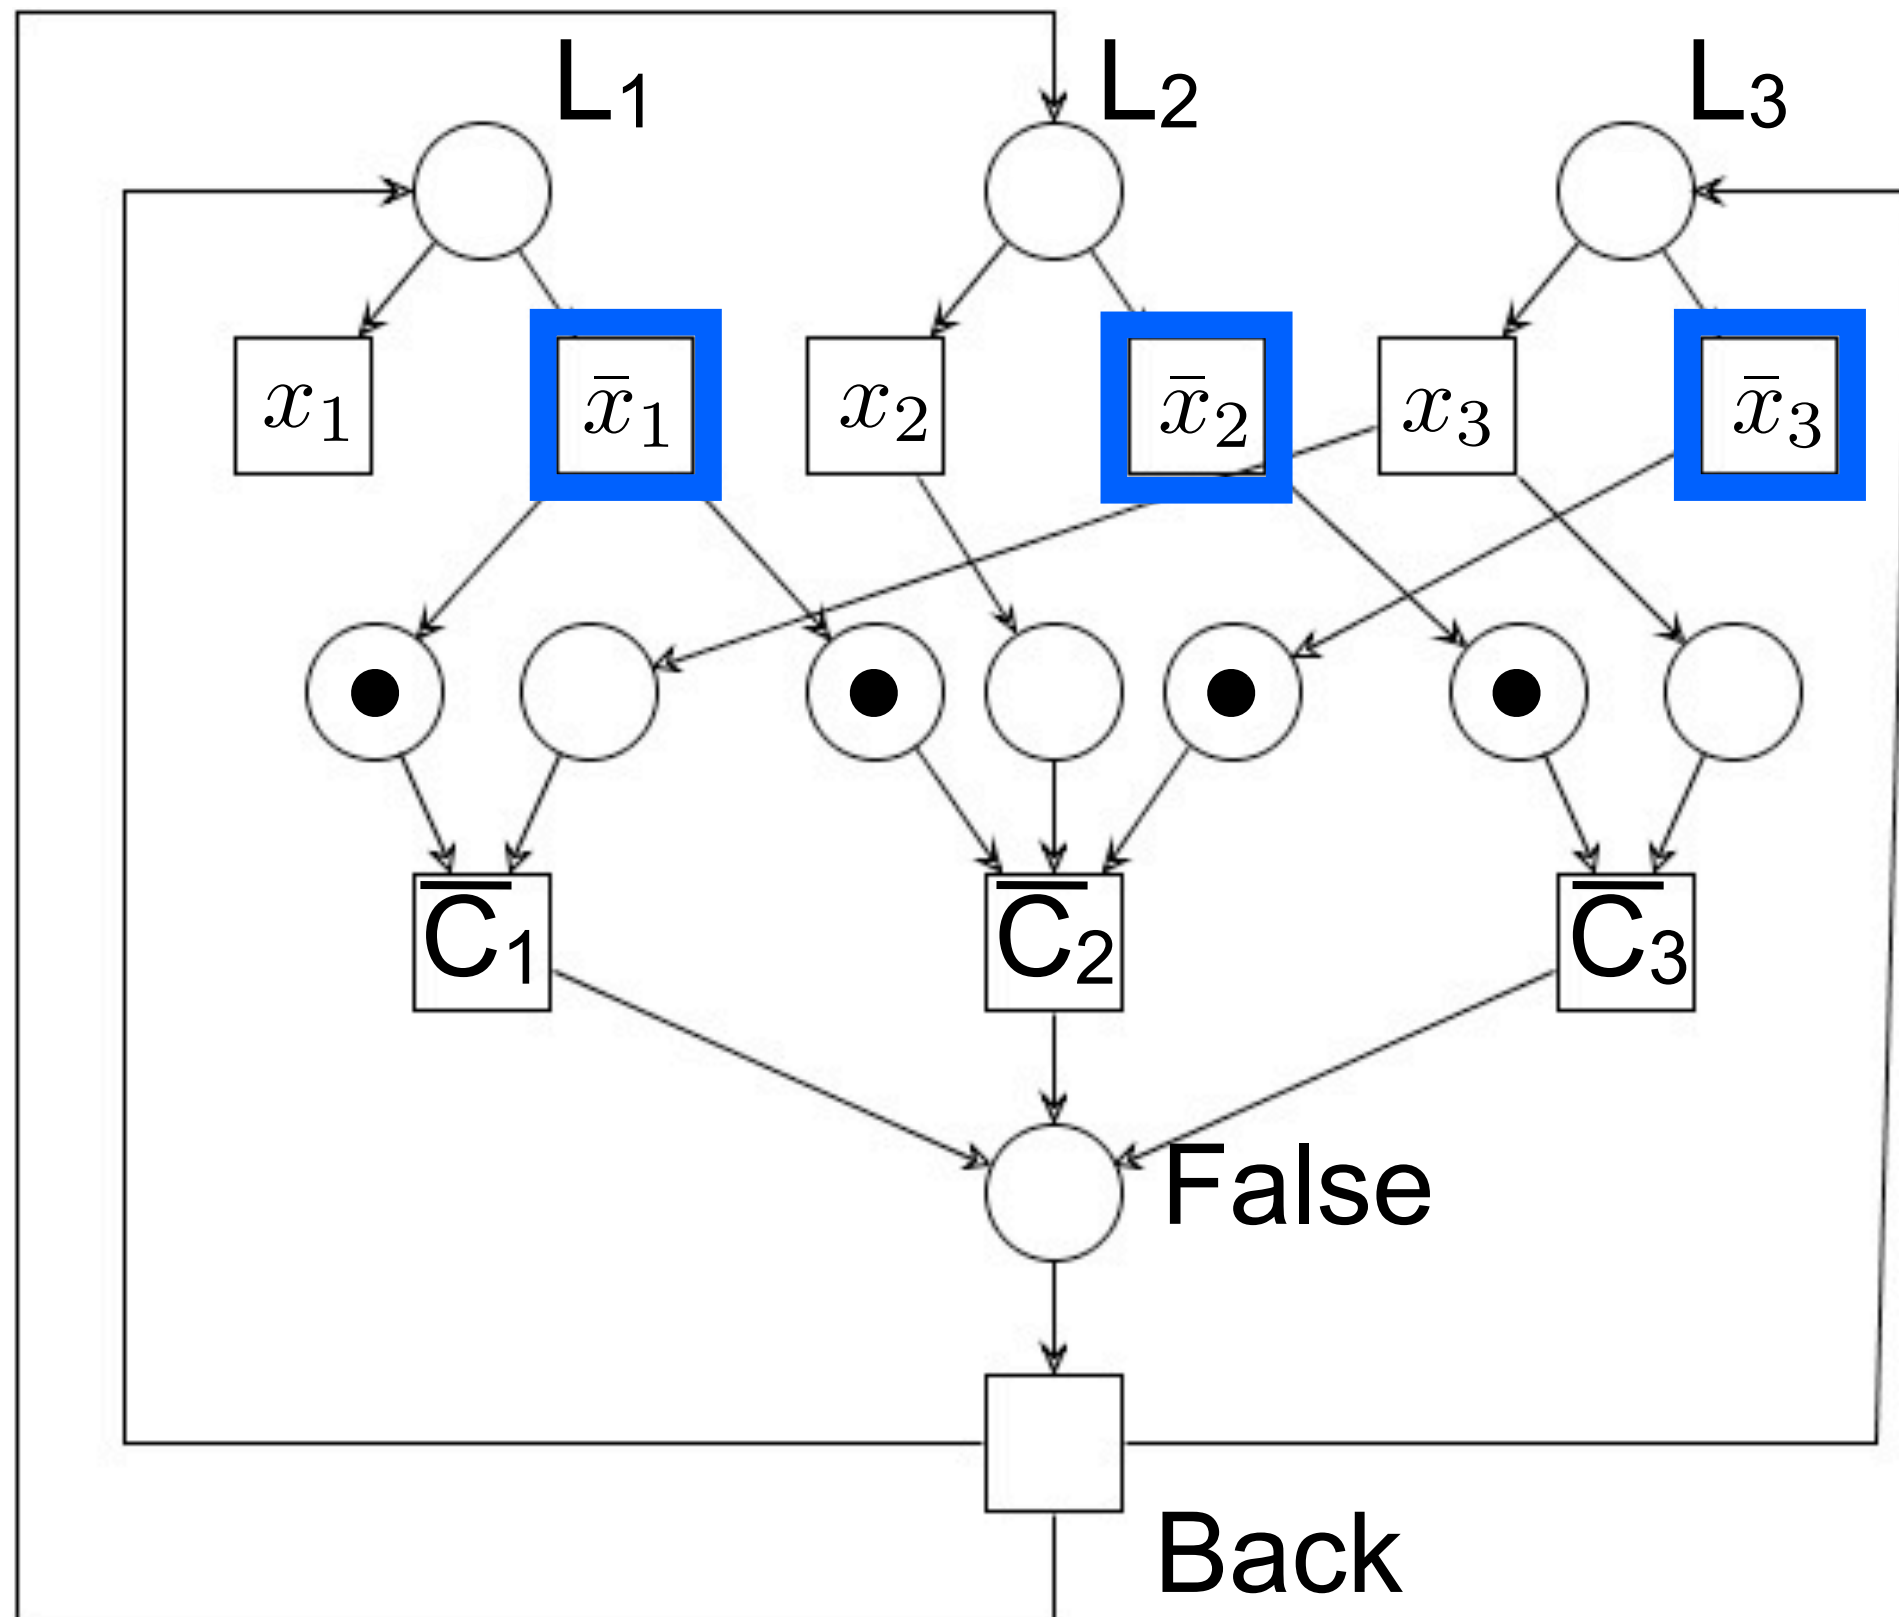 L₁ L₂ L₃
x₁ x̄₁ x₂ x̄₂ x₃ x̄₃
C̅₁ C̅₂ C̅₃
False
Back